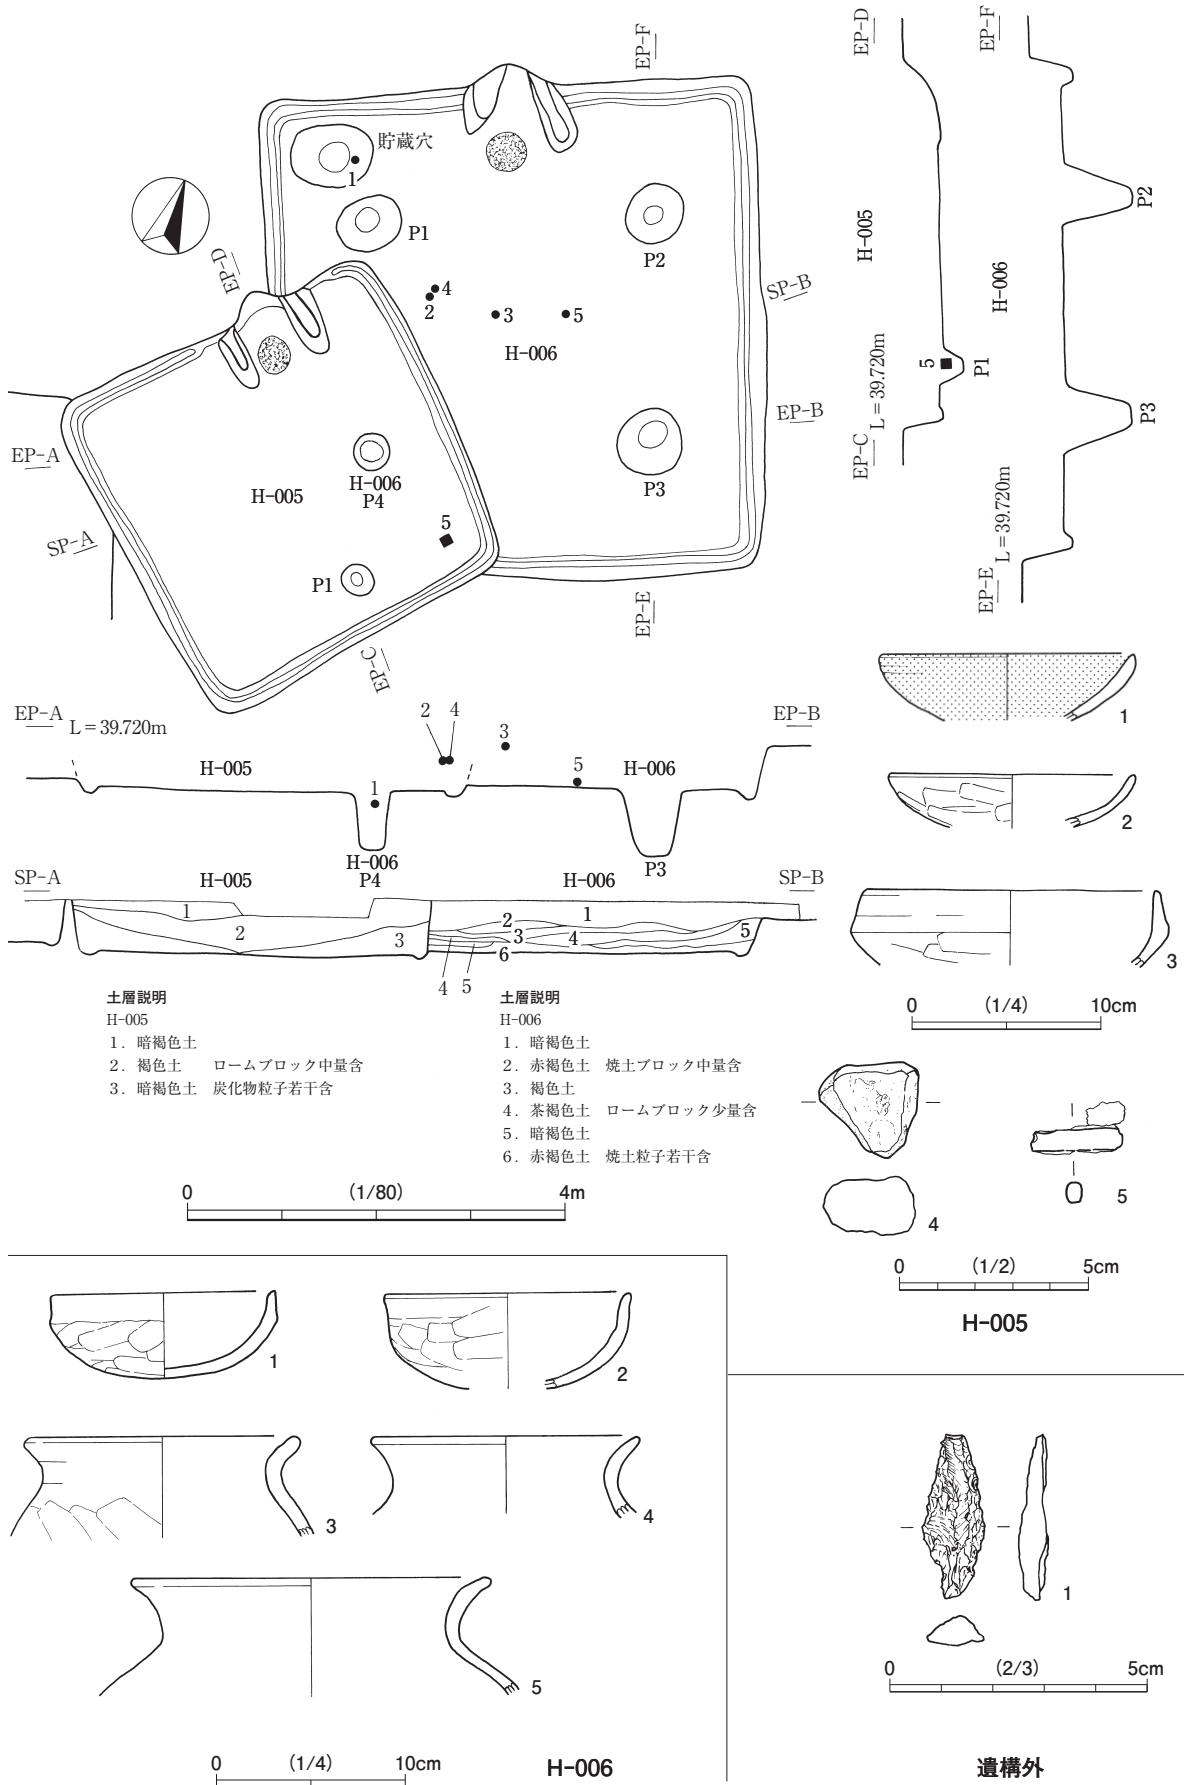 EP-F
貯蔵穴
1
P1
P2
EP-D
4
2
3
5
H-006
SP-B
EP-A
EP-B
H-005
H-006
P4
P3
SP-A
5
P1
EP-C
EP-E
EP-D
EP-F
H-005
P2
H-006
5
P1
L=39.720m
EP-C
P3
L=39.720m
EP-E
EP-A
L=39.720m
2 4
3
EP-B
H-005
1
5
H-006
H-006
P4
P3
SP-A
H-005
H-006
SP-B
1
2
3
1
2
3
4
5
6
4 5
土層説明
H-005
1. 暗褐色土
2. 褐色土 ロームブロック中量含
3. 暗褐色土 炭化物粒子若干含
土層説明
H-006
1. 暗褐色土
2. 赤褐色土 焼土ブロック中量含
3. 褐色土
4. 茶褐色土 ロームブロック少量含
5. 暗褐色土
6. 赤褐色土 焼土粒子若干含
0 (1/80) 4m
1
2
3
0 (1/4) 10cm
4
5
0 (1/2) 5cm
H-005
1
2
3
4
5
0 (1/4) 10cm
H-006
1
0 (2/3) 5cm
遺構外